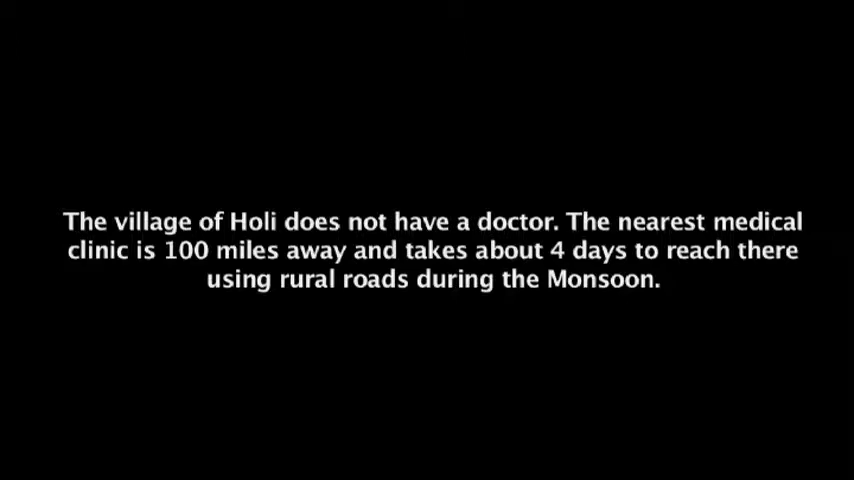 The village of Holi does not have a doctor. The nearest medical
clinic is 100 miles away and takes about 4 days to reach there
using rural roads during the Monsoon.